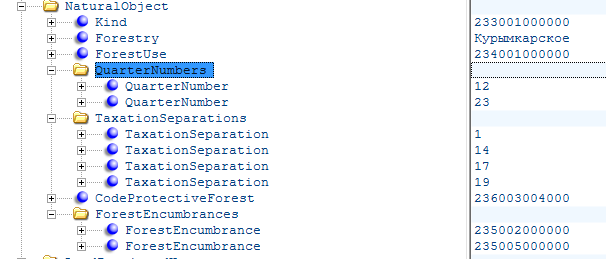 NaturalObject
Kind 233001000000
Forestry Курымкарское
ForestUse 234001000000
QuarterNumbers
QuarterNumber 12
QuarterNumber 23
TaxationSeparations
TaxationSeparation 1
TaxationSeparation 14
TaxationSeparation 17
TaxationSeparation 19
CodeProtectiveForest 236003004000
ForestEncumbrances
ForestEncumbrance 235002000000
ForestEncumbrance 235005000000